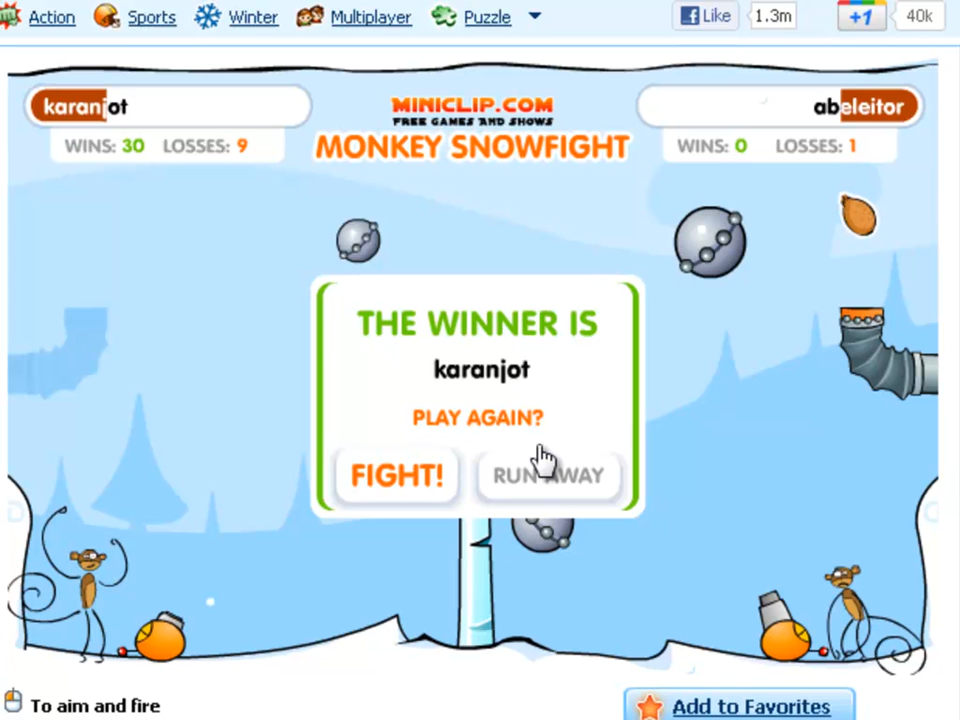 Action Sports Winter Multiplayer Puzzle Like 1.3m +1 40k
karanjot
WINS: 30 LOSSES: 9
MINICLIP.COM
FREE GAMES AND SHOWS
MONKEY SNOWFIGHT
abeleitor
WINS: 0 LOSSES: 1
THE WINNER IS
karanjot
PLAY AGAIN?
FIGHT! RUN AWAY
To aim and fire
Add to Favorites